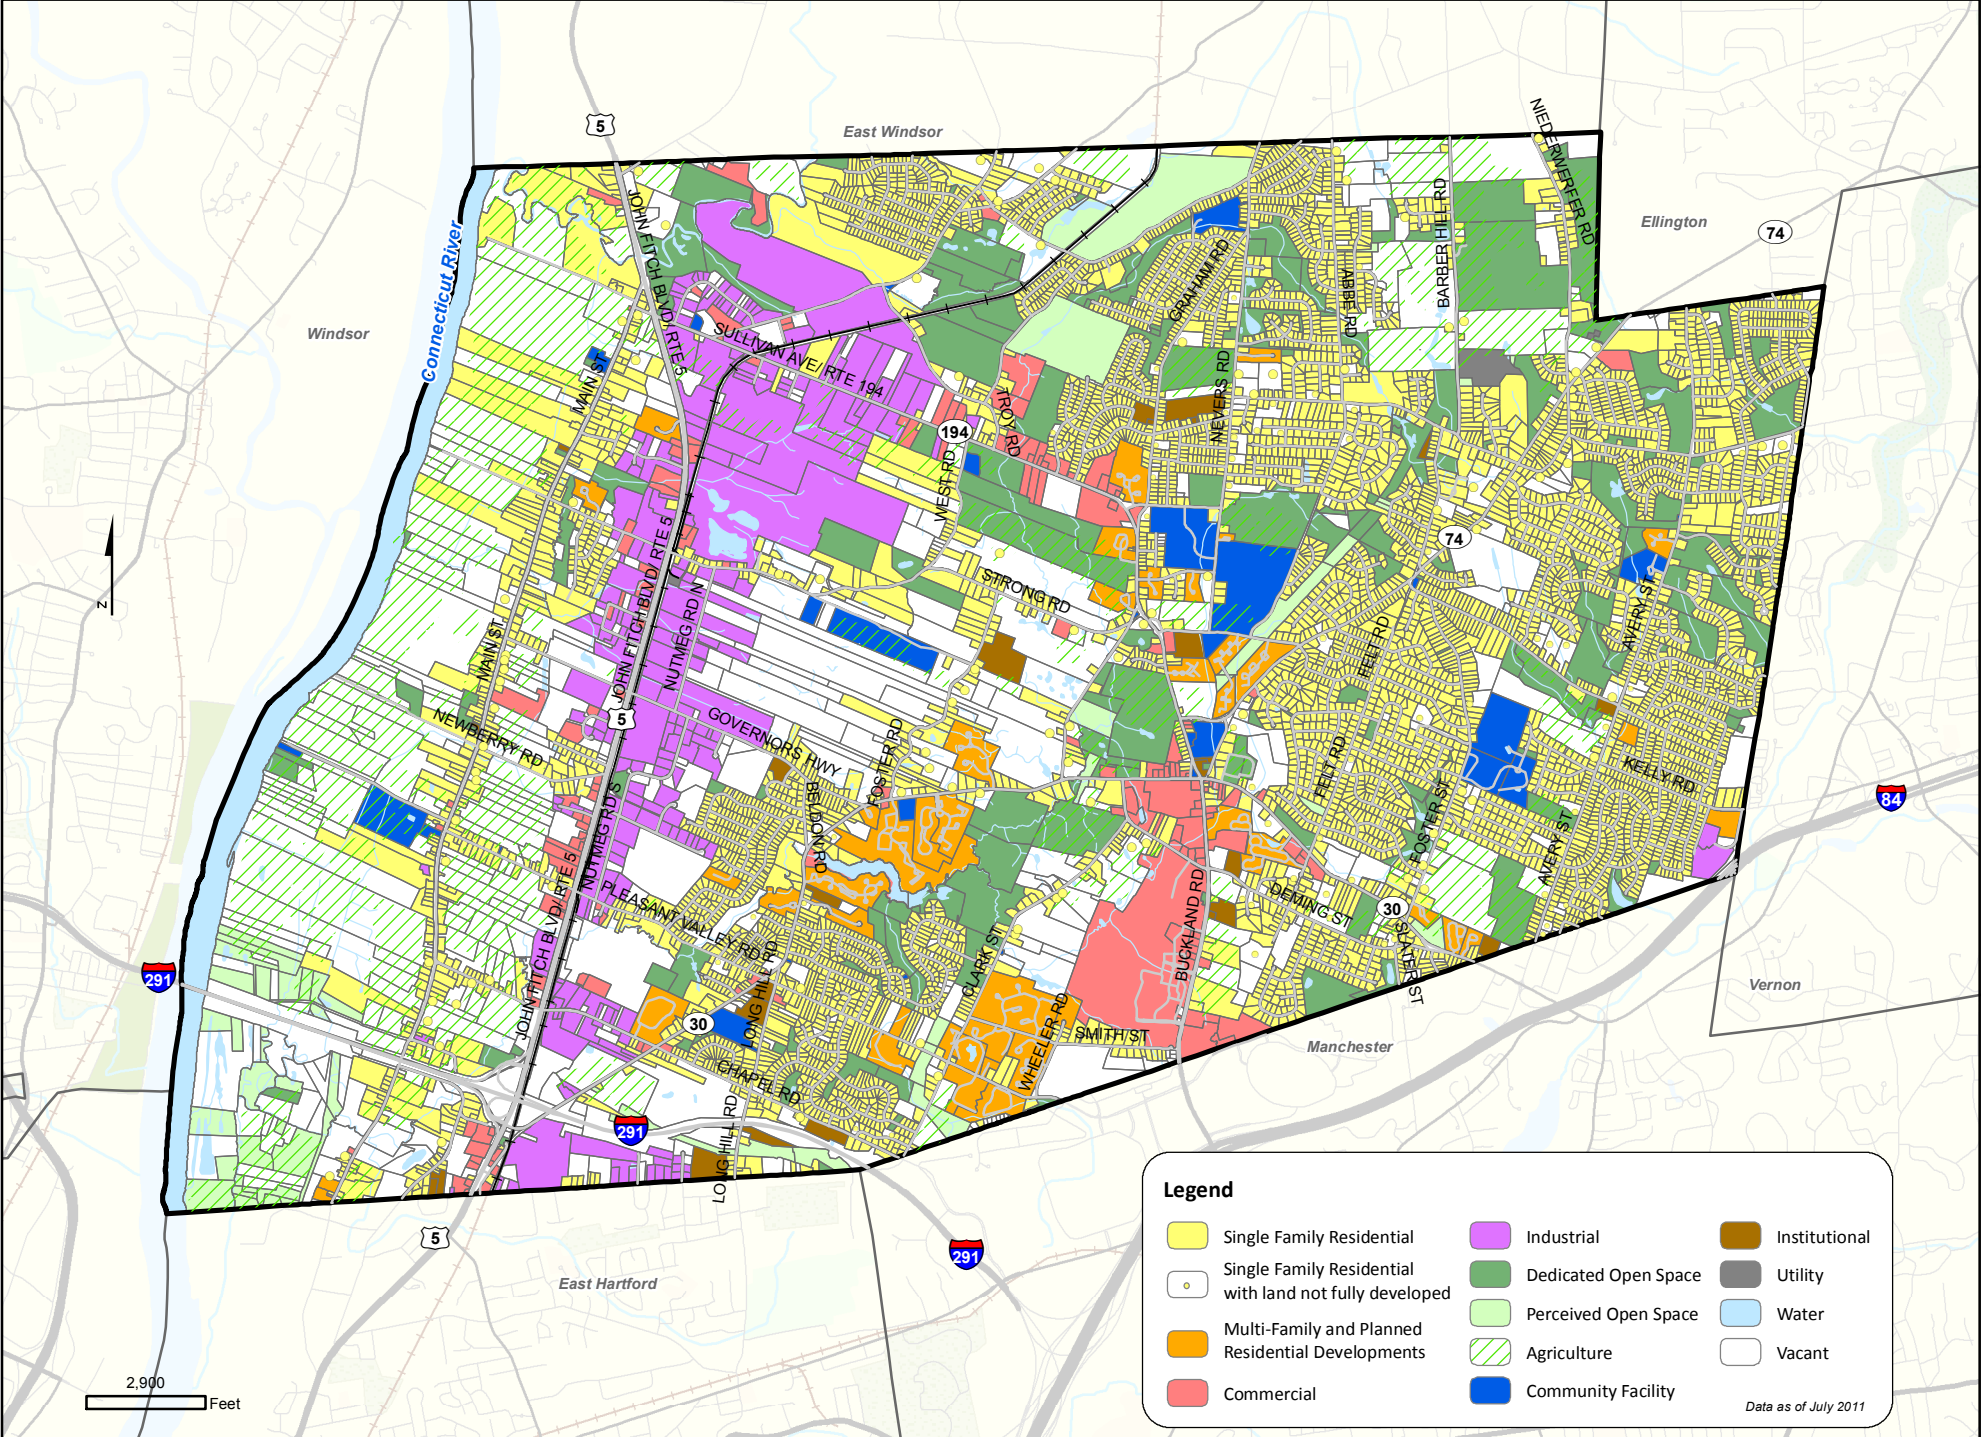 East Windsor
5
NIEDERWERFER RD
Ellington
74
Connecticut River
Windsor
JOHN FITCH BLVD/ RTE 5
BARBER HILL RD
GRAHAM RD
ABBE RD
SULLIVAN AVE/ RTE 194
MAIN ST
NEVERS RD
TROY RD
194
WEST RD
74
JOHN FITCH BLVD/ RTE 5
STRONG RD
NUTMEG RD N
AVERY ST
MAIN ST
FELT RD
5
NEWBERRY RD
GOVERNORS HWY
FOSTER RD
FELT RD
KELLY RD
84
BELDON RD
FOSTER ST
NUTMEG RD S
AVERY ST
JOHN FITCH BLVD/ RTE 5
PLEASANT VALLEY RD
DEMING ST
30
BUCKLAND RD
SLATER ST
CLARK ST
LONG HILL RD
291
JOHN FITCH BLVD/ RTE 5
30
Vernon
WHEELER RD
SMITH ST
Manchester
CHAPEL RD
LONG HILL RD
291
5
291
East Hartford
z
2,900
Feet
Legend
Single Family Residential
Single Family Residential
with land not fully developed
Multi-Family and Planned
Residential Developments
Commercial
Industrial
Dedicated Open Space
Perceived Open Space
Agriculture
Community Facility
Institutional
Utility
Water
Vacant
Data as of July 2011